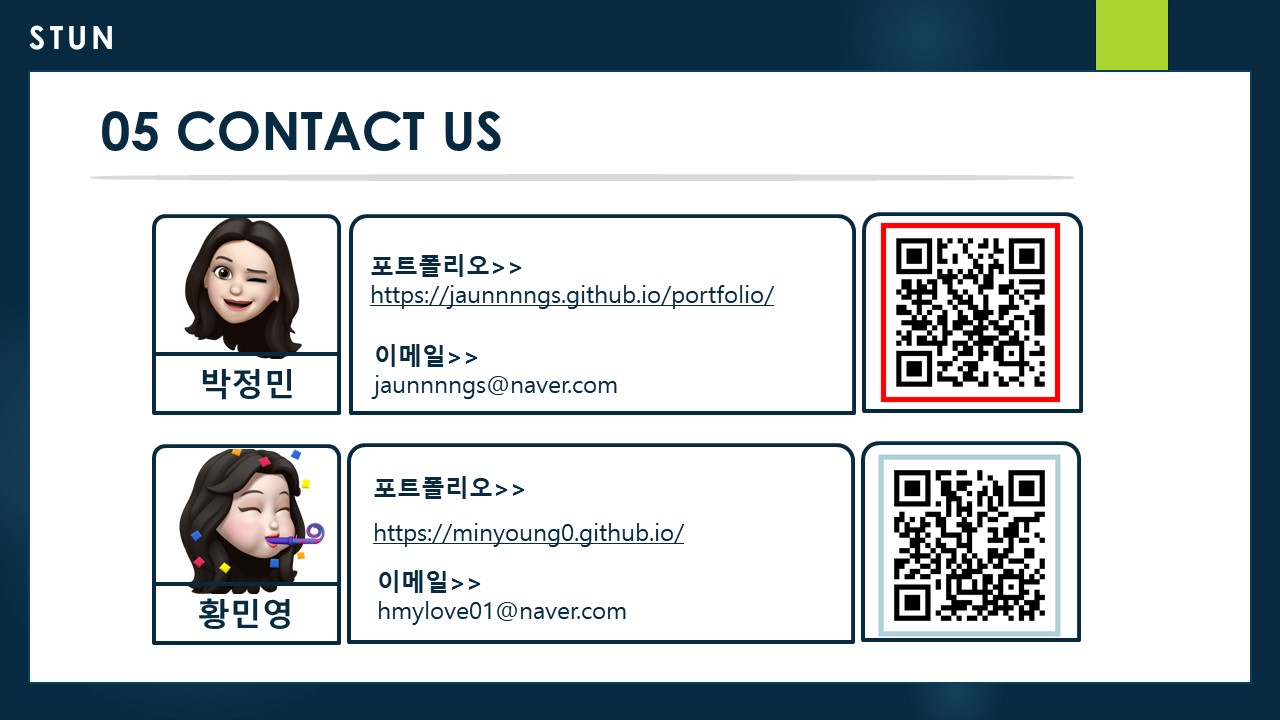 STUN
05 CONTACT US
박정민
포트폴리오>>
https://jaunnnngs.github.io/portfolio/
이메일>>
jaunnnngs@naver.com
황민영
포트폴리오>>
https://minyoung0.github.io/
이메일>>
hmylove01@naver.com